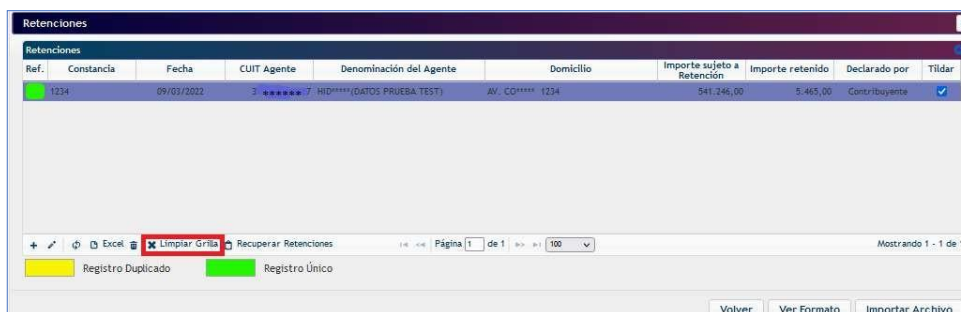 Retenciones
Retenciones
Ref. Constancia Fecha CUIT Agente Denominación del Agente Domicilio Importe sujeto a Retención Importe retenido Declarado por Tildar
1234 09/03/2022 3 ****** 7 HID*****(DATOS PRUEBA TEST) AV. CO***** 1234 541.246,00 5.465,00 Contribuyente
Excel Limpiar Grilla Recuperar Retenciones Página 1 de 1 100 Mostrando 1 - 1 de
Registro Duplicado Registro Único
Volver Ver Formato Importar Archivo